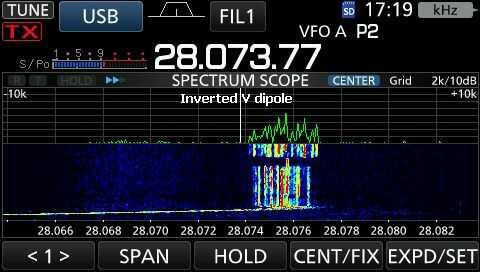 TUNE USB FIL1 SD 17:19 kHz
TX VFO A P2
1 5 9
S/Po 28.073.77
R T HOLD SPECTRUM SCOPE CENTER Grid 2k/10dB
-10k Inverted V dipole +10k
28.066 28.068 28.070 28.072 28.074 28.076 28.078 28.080 28.082
< 1 > SPAN HOLD CENT/FIX EXPD/SET